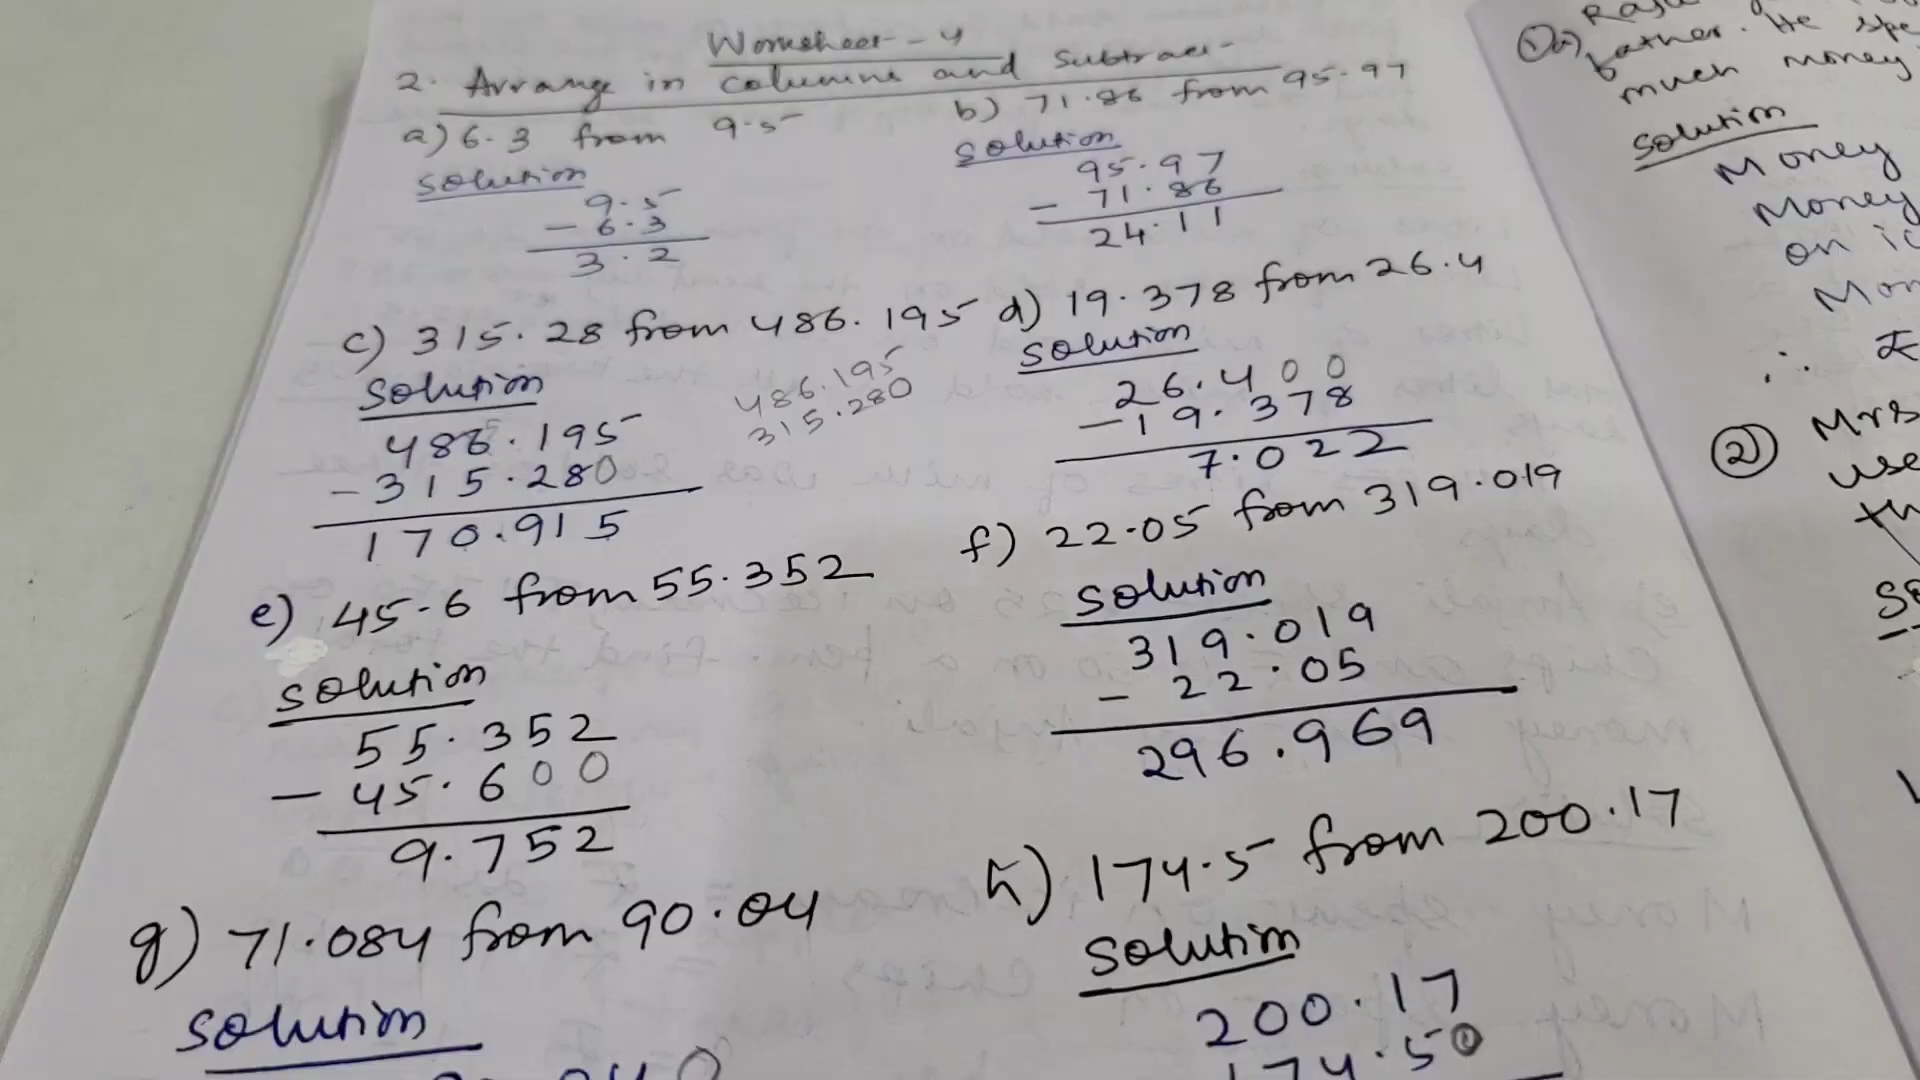 Worksheet - 4
2. Arrange in columns and Subtract-
a) 6.3 from 9.5
solution
9.5
- 6.3
3.2
b) 71.86 from 95.97
solution
95.97
- 71.86
24.11
c) 315.28 from 486.195
solution
486.195
- 315.280
170.915
486.195
315.280
d) 19.378 from 26.4
solution
26.400
- 19.378
7.022
e) 45.6 from 55.352
solution
55.352
- 45.600
9.752
f) 22.05 from 319.019
solution
319.019
- 22.05
296.969
g) 71.084 from 90.04
solution
h) 174.5 from 200.17
solution
200.17
174.50
1 a)
father. He
much money
solution
Money
Money
on
2 Mrs